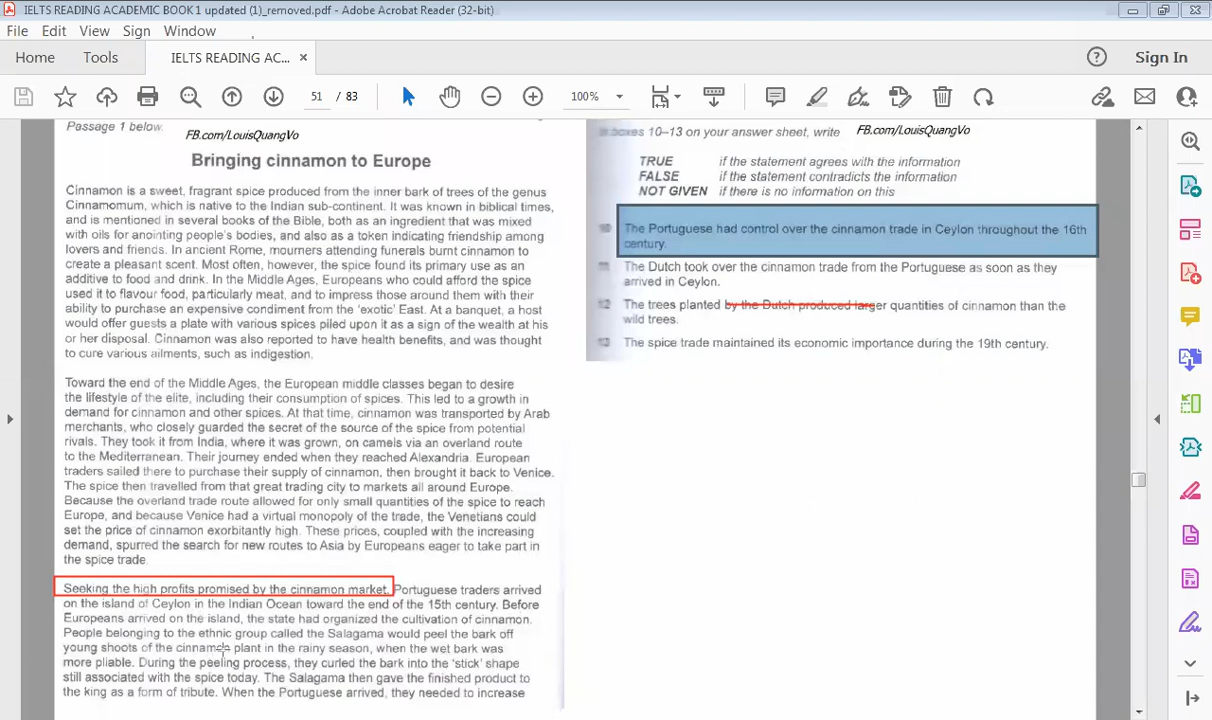 IELTS READING ACADEMIC BOOK 1 updated (1)_removed.pdf - Adobe Acrobat Reader (32-bit)
File Edit View Sign Window
Home Tools IELTS READING AC... × Sign In
51 / 83 100%
Passage 1 below.
FB.com/LouisQuangVo
Bringing cinnamon to Europe
Cinnamon is a sweet, fragrant spice produced from the inner bark of trees of the genus
Cinnamomum, which is native to the Indian sub-continent. It was known in biblical times,
and is mentioned in several books of the Bible, both as an ingredient that was mixed
with oils for anointing people's bodies, and also as a token indicating friendship among
lovers and friends. In ancient Rome, mourners attending funerals burnt cinnamon to
create a pleasant scent. Most often, however, the spice found its primary use as an
additive to food and drink. In the Middle Ages, Europeans who could afford the spice
used it to flavour food, particularly meat, and to impress those around them with their
ability to purchase an expensive condiment from the 'exotic' East. At a banquet, a host
would offer guests a plate with various spices piled upon it as a sign of the wealth at his
or her disposal. Cinnamon was also reported to have health benefits, and was thought
to cure various ailments, such as indigestion.
Toward the end of the Middle Ages, the European middle classes began to desire
the lifestyle of the elite, including their consumption of spices. This led to a growth in
demand for cinnamon and other spices. At that time, cinnamon was transported by Arab
merchants, who closely guarded the secret of the source of the spice from potential
rivals. They took it from India, where it was grown, on camels via an overland route
to the Mediterranean. Their journey ended when they reached Alexandria. European
traders sailed there to purchase their supply of cinnamon, then brought it back to Venice.
The spice then travelled from that great trading city to markets all around Europe.
Because the overland trade route allowed for only small quantities of the spice to reach
Europe, and because Venice had a virtual monopoly of the trade, the Venetians could
set the price of cinnamon exorbitantly high. These prices, coupled with the increasing
demand, spurred the search for new routes to Asia by Europeans eager to take part in
the spice trade.
Seeking the high profits promised by the cinnamon market, Portuguese traders arrived
on the island of Ceylon in the Indian Ocean toward the end of the 15th century. Before
Europeans arrived on the island, the state had organized the cultivation of cinnamon.
People belonging to the ethnic group called the Salagama would peel the bark off
young shoots of the cinnamon plant in the rainy season, when the wet bark was
more pliable. During the peeling process, they curled the bark into the 'stick' shape
still associated with the spice today. The Salagama then gave the finished product to
the king as a form of tribute. When the Portuguese arrived, they needed to increase
boxes 10–13 on your answer sheet, write
FB.com/LouisQuangVo
TRUE if the statement agrees with the information
FALSE if the statement contradicts the information
NOT GIVEN if there is no information on this
10 The Portuguese had control over the cinnamon trade in Ceylon throughout the 16th
century.
11 The Dutch took over the cinnamon trade from the Portuguese as soon as they
arrived in Ceylon.
12 The trees planted by the Dutch produced larger quantities of cinnamon than the
wild trees.
13 The spice trade maintained its economic importance during the 19th century.